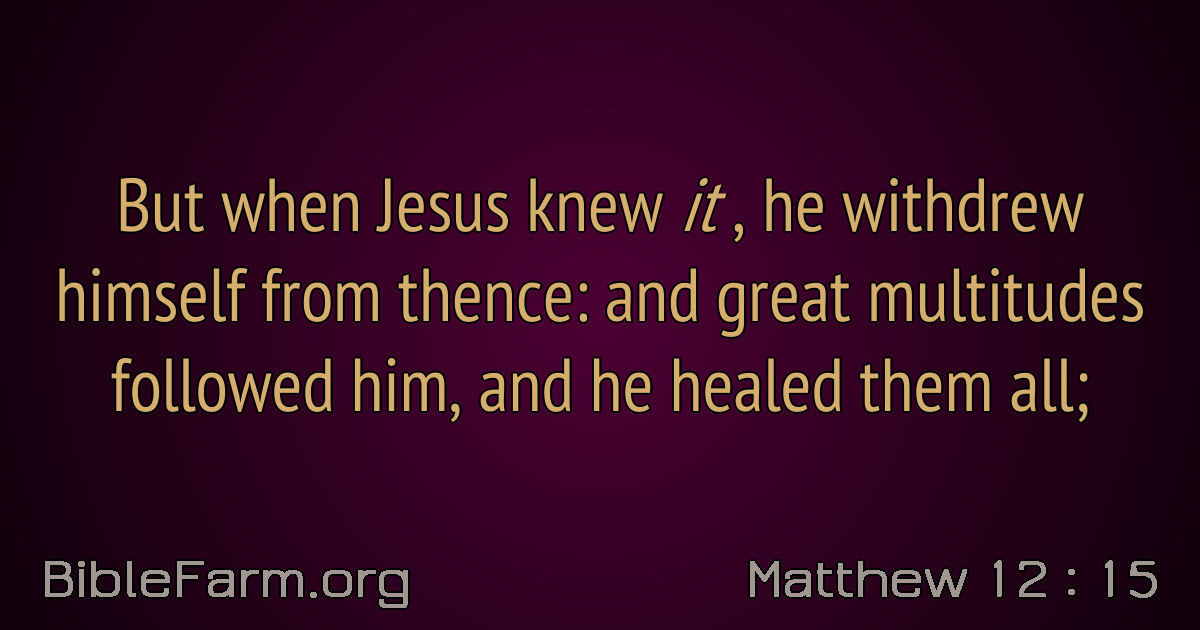 But when Jesus knew it , he withdrew
himself from thence: and great multitudes
followed him, and he healed them all;
BibleFarm.org
Matthew 12 : 15